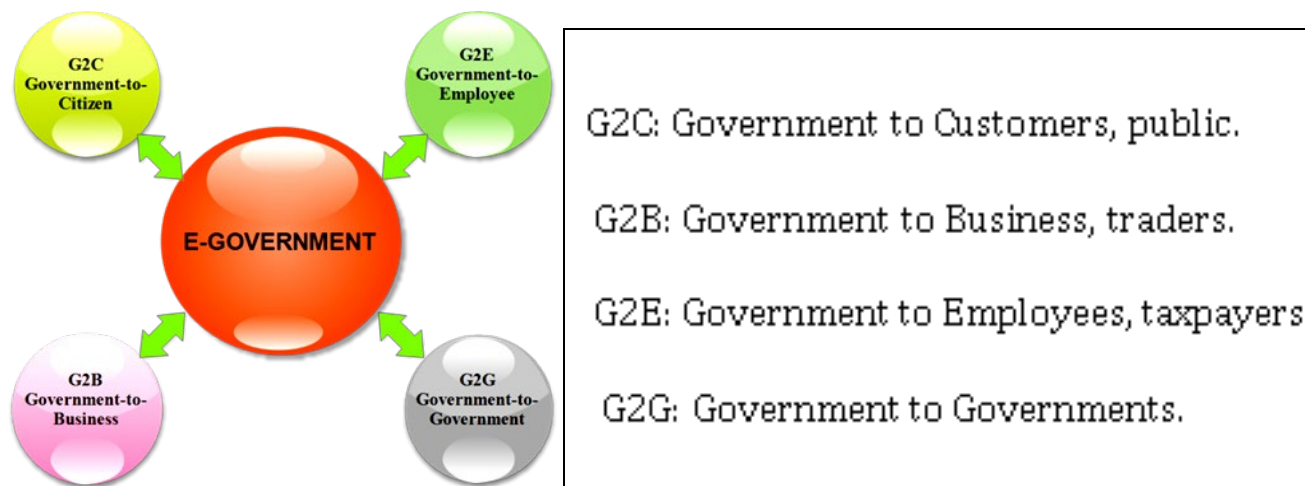 G2C
Government-to-
Citizen
G2E
Government-to-
Employee
E-GOVERNMENT
G2B
Government-to-
Business
G2G
Government-to-
Government
G2C: Government to Customers, public.
G2B: Government to Business, traders.
G2E: Government to Employees, taxpayers
G2G: Government to Governments.